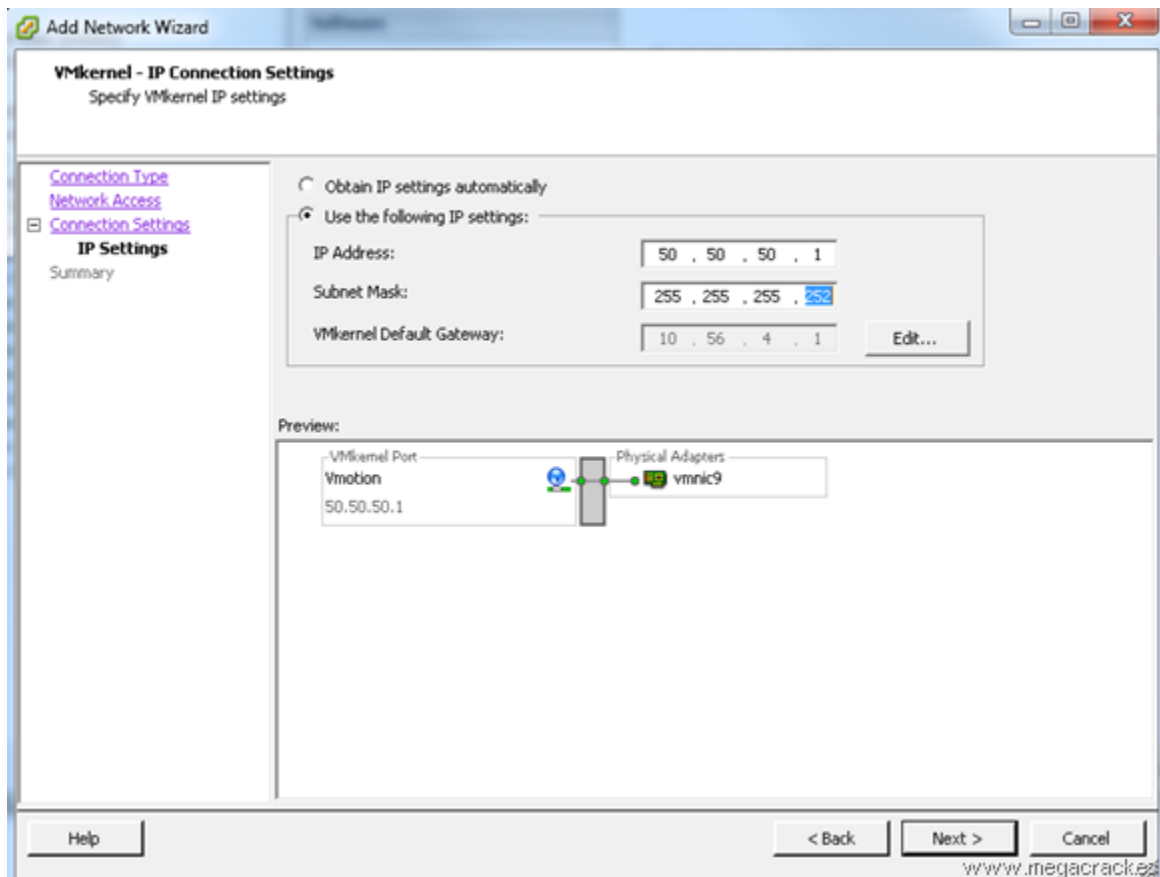 Add Network Wizard
VMkernel - IP Connection Settings
Specify VMkernel IP settings
Connection Type
Network Access
Connection Settings
IP Settings
Summary
Obtain IP settings automatically
Use the following IP settings:
IP Address:
50 . 50 . 50 . 1
Subnet Mask:
255 . 255 . 255 . 252
VMkernel Default Gateway:
10 . 56 . 4 . 1
Edit...
Preview:
VMkernel Port
Vmotion
50.50.50.1
Physical Adapters
vmnic9
Help
< Back
Next >
Cancel
www.megacrack.es